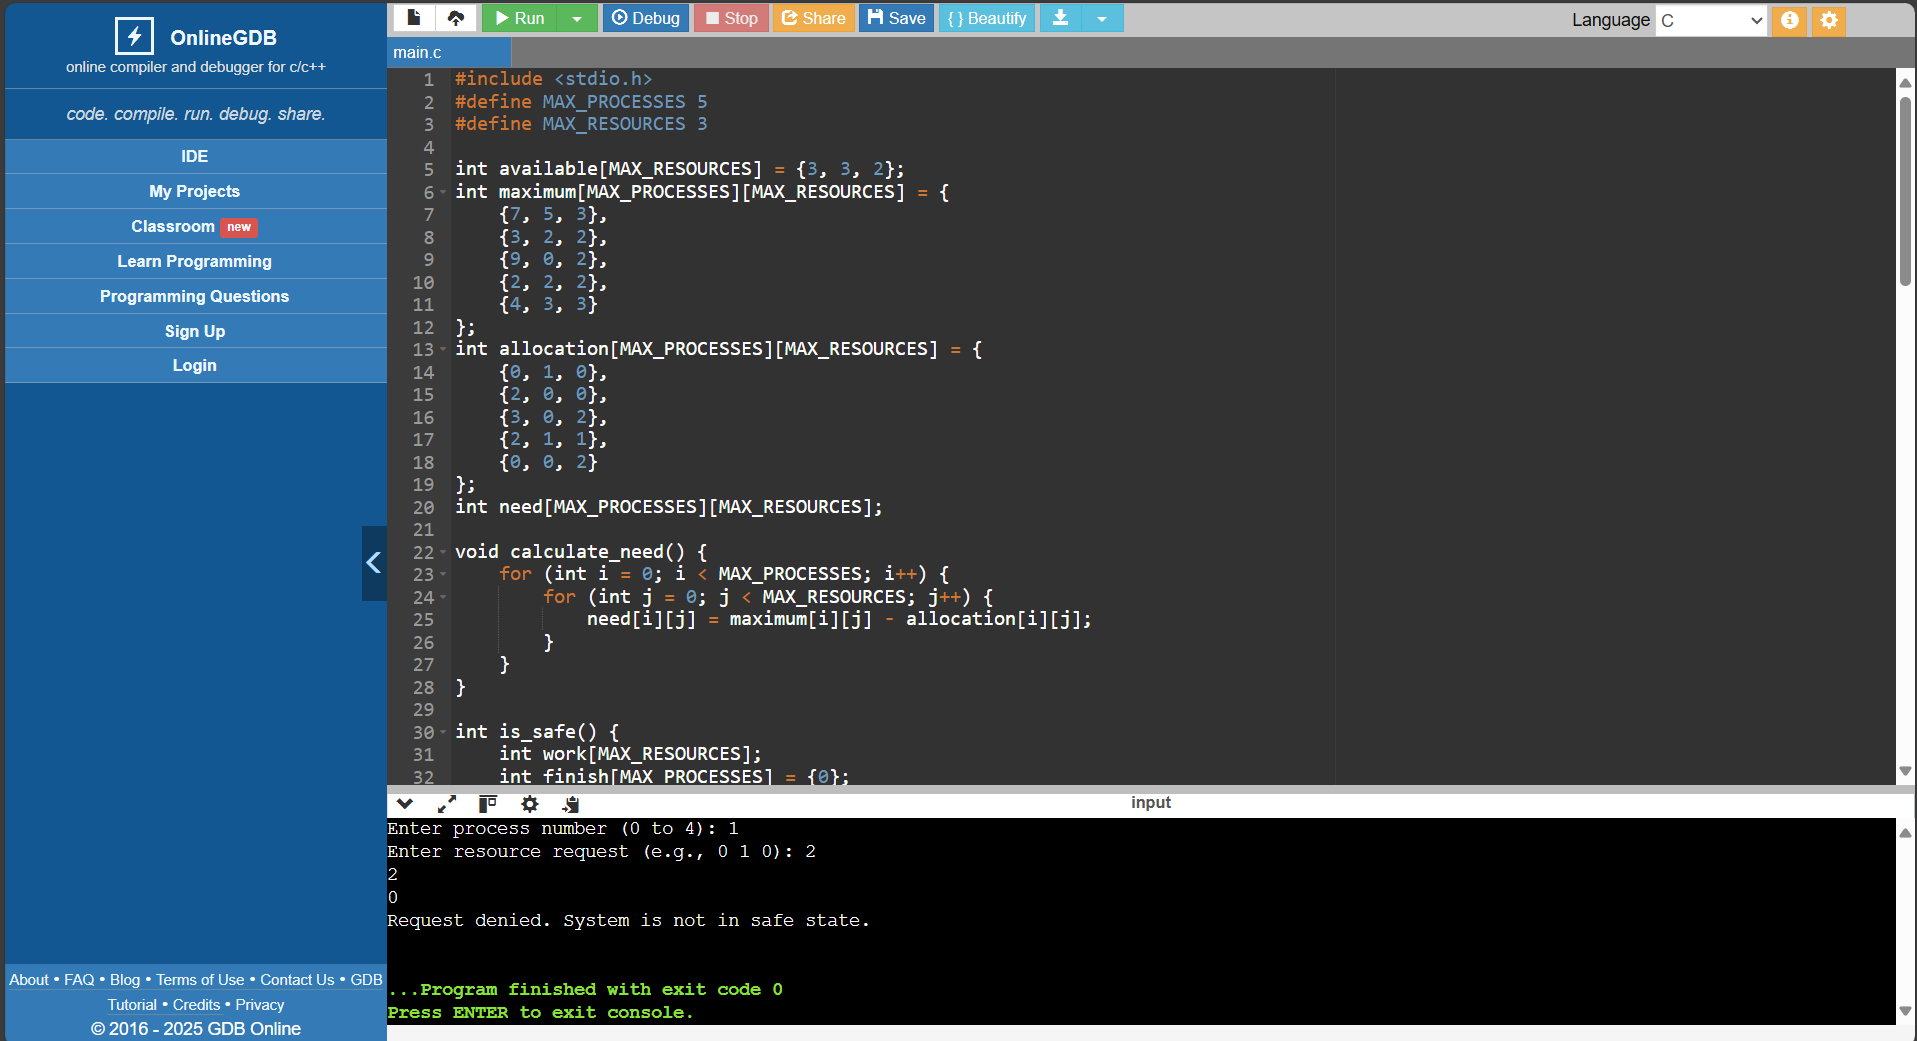 OnlineGDB
online compiler and debugger for c/c++
code. compile. run. debug. share.
IDE
My Projects
Classroom new
Learn Programming
Programming Questions
Sign Up
Login
About • FAQ • Blog • Terms of Use • Contact Us • GDB
Tutorial • Credits • Privacy
© 2016 - 2025 GDB Online
Run Debug Stop Share Save { } Beautify Language C
main.c
1 #include <stdio.h>
2 #define MAX_PROCESSES 5
3 #define MAX_RESOURCES 3
4
5 int available[MAX_RESOURCES] = {3, 3, 2};
6 int maximum[MAX_PROCESSES][MAX_RESOURCES] = {
7 {7, 5, 3},
8 {3, 2, 2},
9 {9, 0, 2},
10 {2, 2, 2},
11 {4, 3, 3}
12 };
13 int allocation[MAX_PROCESSES][MAX_RESOURCES] = {
14 {0, 1, 0},
15 {2, 0, 0},
16 {3, 0, 2},
17 {2, 1, 1},
18 {0, 0, 2}
19 };
20 int need[MAX_PROCESSES][MAX_RESOURCES];
21
22 void calculate_need() {
23 for (int i = 0; i < MAX_PROCESSES; i++) {
24 for (int j = 0; j < MAX_RESOURCES; j++) {
25 need[i][j] = maximum[i][j] - allocation[i][j];
26 }
27 }
28 }
29
30 int is_safe() {
31 int work[MAX_RESOURCES];
32 int finish[MAX_PROCESSES] = {0};
input
Enter process number (0 to 4): 1
Enter resource request (e.g., 0 1 0): 2
2
0
Request denied. System is not in safe state.
...Program finished with exit code 0
Press ENTER to exit console.